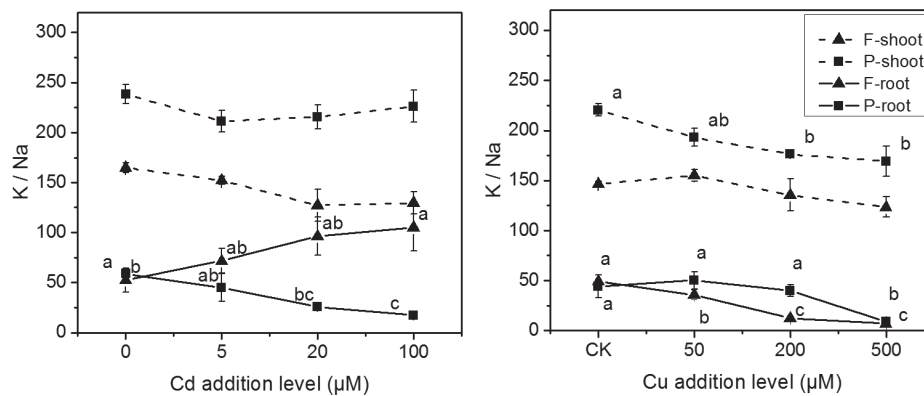 300
250
200
150
100
50
0
K / Na
a
b
ab
ab
ab
bc
a
c
0
5
20
100
Cd addition level (µM)
300
250
200
150
100
50
0
K / Na
F-shoot
P-shoot
F-root
P-root
a
ab
b
b
a
a
a
b
a
b
c
c
CK
50
200
500
Cu addition level (µM)